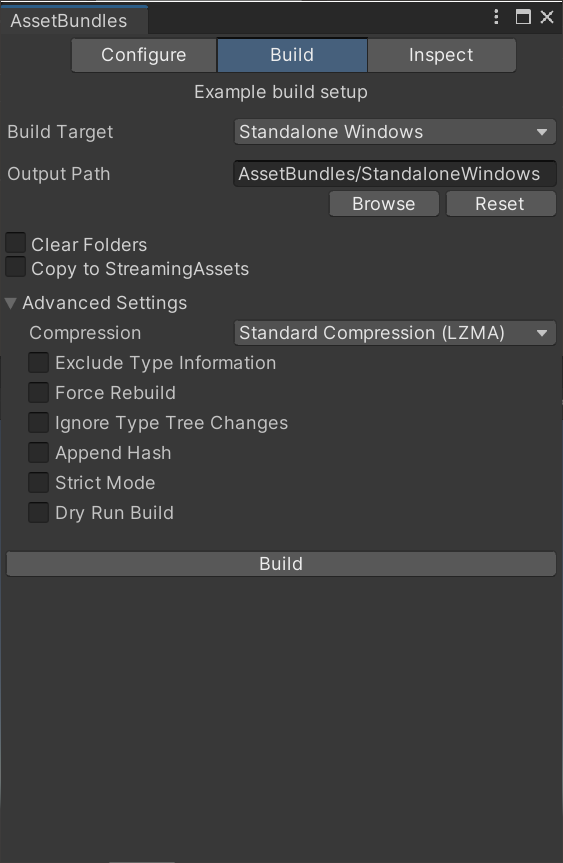 AssetBundles
Configure Build Inspect
Example build setup
Build Target Standalone Windows
Output Path AssetBundles/StandaloneWindows
Browse Reset
Clear Folders
Copy to StreamingAssets
Advanced Settings
Compression Standard Compression (LZMA)
Exclude Type Information
Force Rebuild
Ignore Type Tree Changes
Append Hash
Strict Mode
Dry Run Build
Build